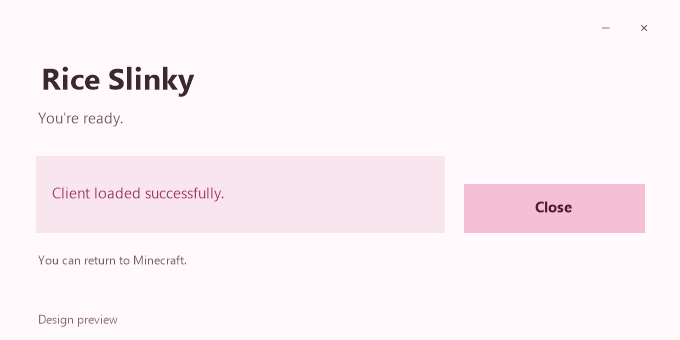 Rice Slinky
You're ready.
Client loaded successfully.
Close
You can return to Minecraft.
Design preview